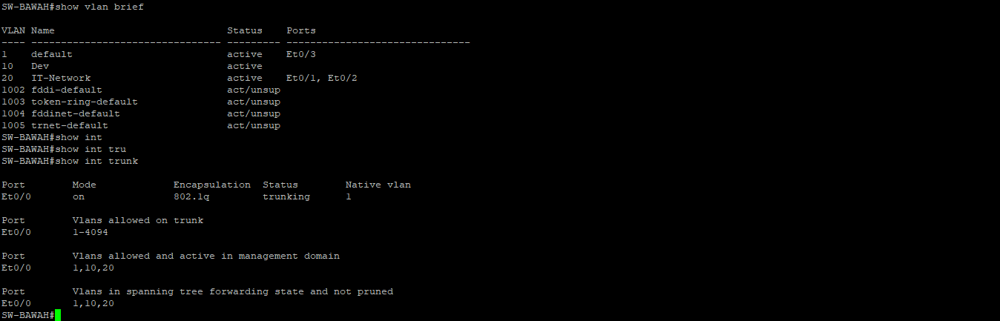 SW-BAWAH#show vlan brief
VLAN Name                             Status    Ports
---- -------------------------------- --------- -------------------------------
1    default                          active    Et0/3
10   Dev                              active
20   IT-Network                       active    Et0/1, Et0/2
1002 fddi-default                     act/unsup
1003 token-ring-default               act/unsup
1004 fddinet-default                  act/unsup
1005 trnet-default                    act/unsup
SW-BAWAH#show int
SW-BAWAH#show int tru
SW-BAWAH#show int trunk
Port        Mode             Encapsulation  Status        Native vlan
Et0/0       on               802.1q         trunking      1
Port        Vlans allowed on trunk
Et0/0       1-4094
Port        Vlans allowed and active in management domain
Et0/0       1,10,20
Port        Vlans in spanning tree forwarding state and not pruned
Et0/0       1,10,20
SW-BAWAH#